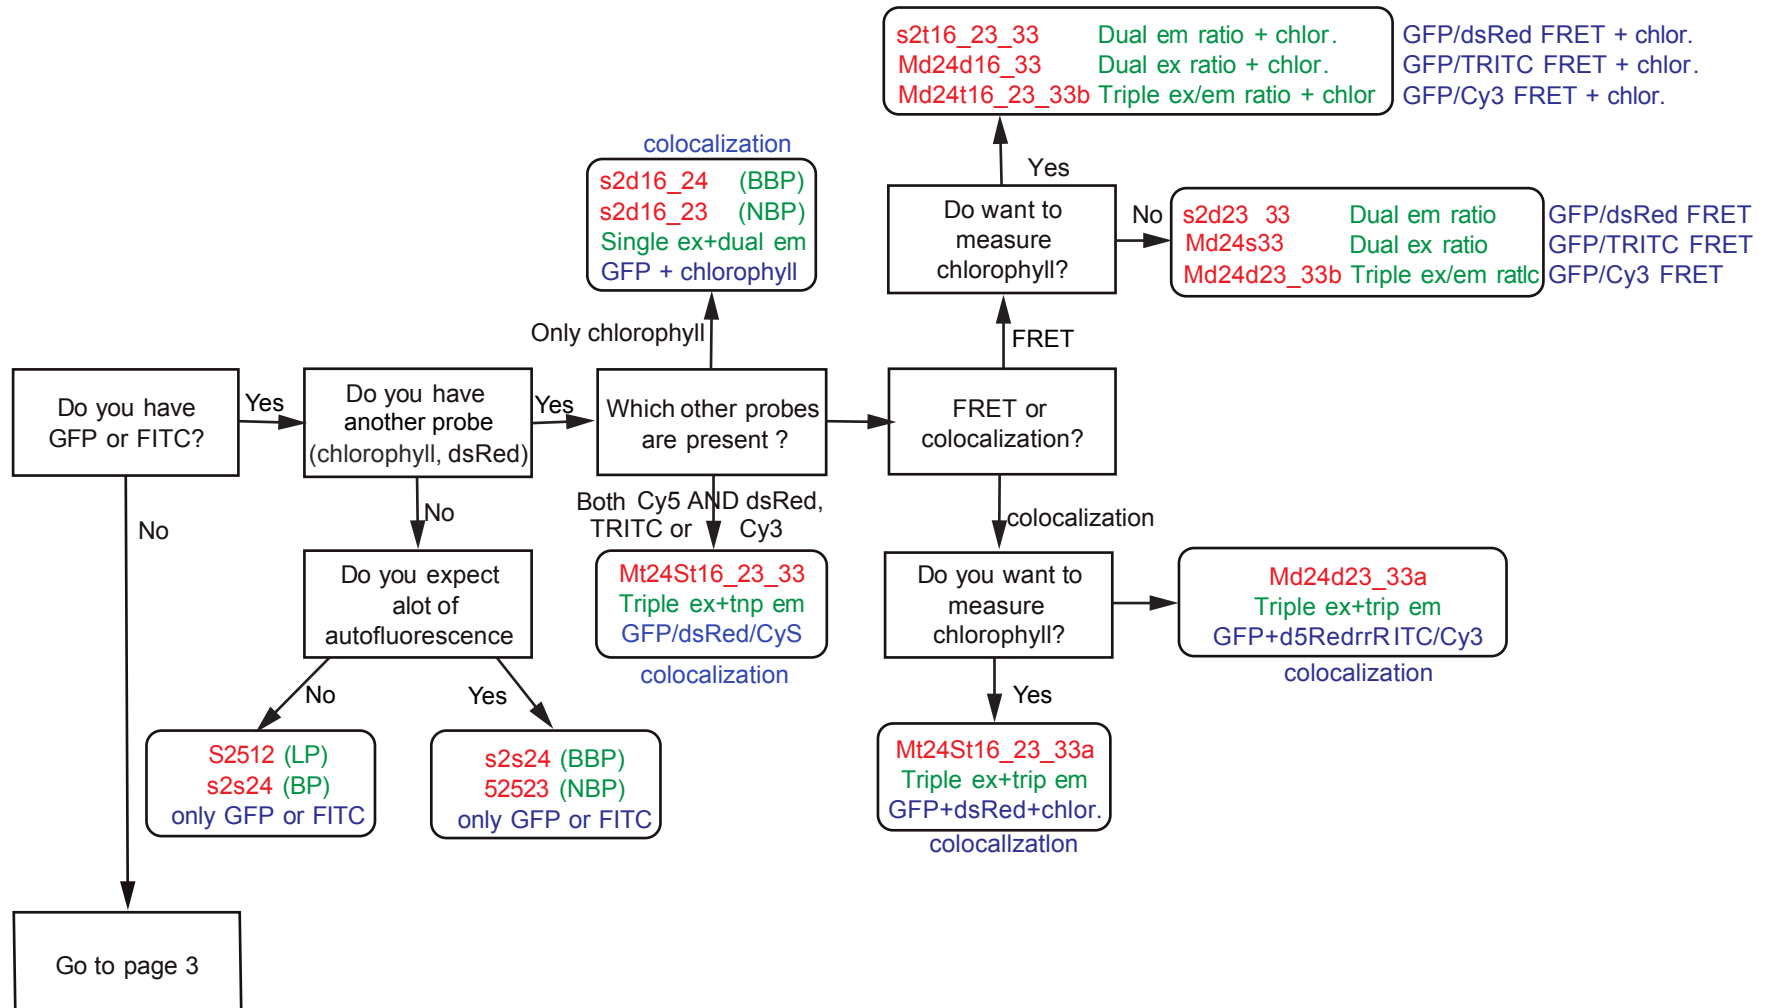 s2t16_23_33 Dual em ratio + chlor. GFP/dsRed FRET + chlor.
Md24d16_33 Dual ex ratio + chlor. GFP/TRITC FRET + chlor.
Md24t16_23_33b Triple ex/em ratio + chlor GFP/Cy3 FRET + chlor.
colocalization
s2d16_24 (BBP)
s2d16_23 (NBP)
Single ex+dual em
GFP + chlorophyll
Only chlorophyll
Yes
Do want to
measure
chlorophyll?
No
s2d23 33 Dual em ratio GFP/dsRed FRET
Md24s33 Dual ex ratio GFP/TRITC FRET
Md24d23_33b Triple ex/em ratlc GFP/Cy3 FRET
FRET
Do you have
GFP or FITC?
Yes
Do you have
another probe
(chlorophyll, dsRed)
Yes
Which other probes
are present ?
FRET or
colocalization?
No
No
Both Cy5 AND dsRed,
TRITC or Cy3
colocalization
Do you expect
alot of
autofluorescence
Mt24St16_23_33
Triple ex+tnp em
GFP/dsRed/CyS
colocalization
Do you want to
measure
chlorophyll?
Md24d23_33a
Triple ex+trip em
GFP+d5RedrrRITC/Cy3
colocalization
No
Yes
Yes
S2512 (LP)
s2s24 (BP)
only GFP or FITC
s2s24 (BBP)
52523 (NBP)
only GFP or FITC
Mt24St16_23_33a
Triple ex+trip em
GFP+dsRed+chlor.
colocallzatlon
Go to page 3